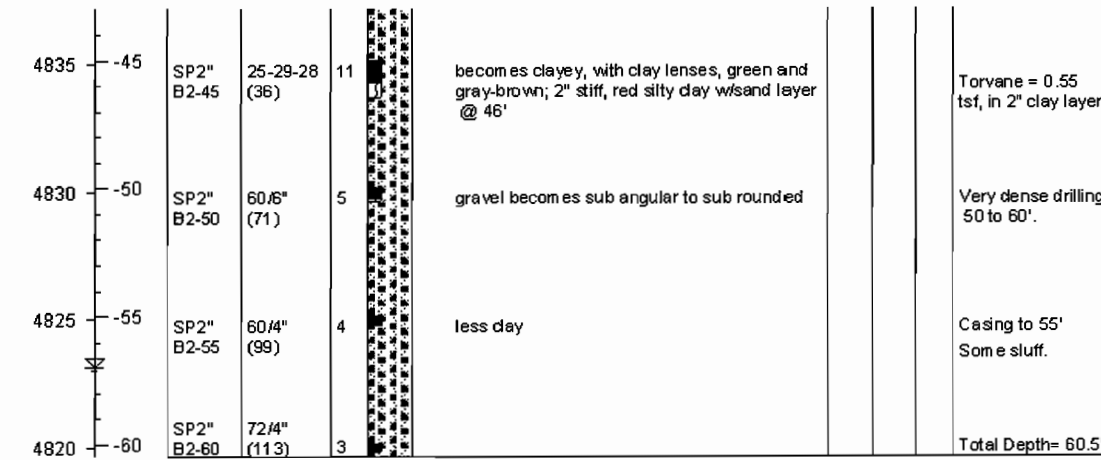 4835 -45 SP2" 25-29-28 11 becomes clayey, with clay lenses, green and Torvane = 0.55
B2-45 (36) gray-brown; 2" stiff, red silty clay w/sand layer tsf, in 2" clay layer
@ 46'
4830 -50 SP2" 60/6" 5 gravel becomes sub angular to sub rounded Very dense drilling
B2-50 (71) 50 to 60'.
4825 -55 SP2" 60/4" 4 less clay Casing to 55'
B2-55 (99) Some sluff.
SP2" 72/4"
4820 -60 B2-60 (113) 3 Total Depth= 60.5